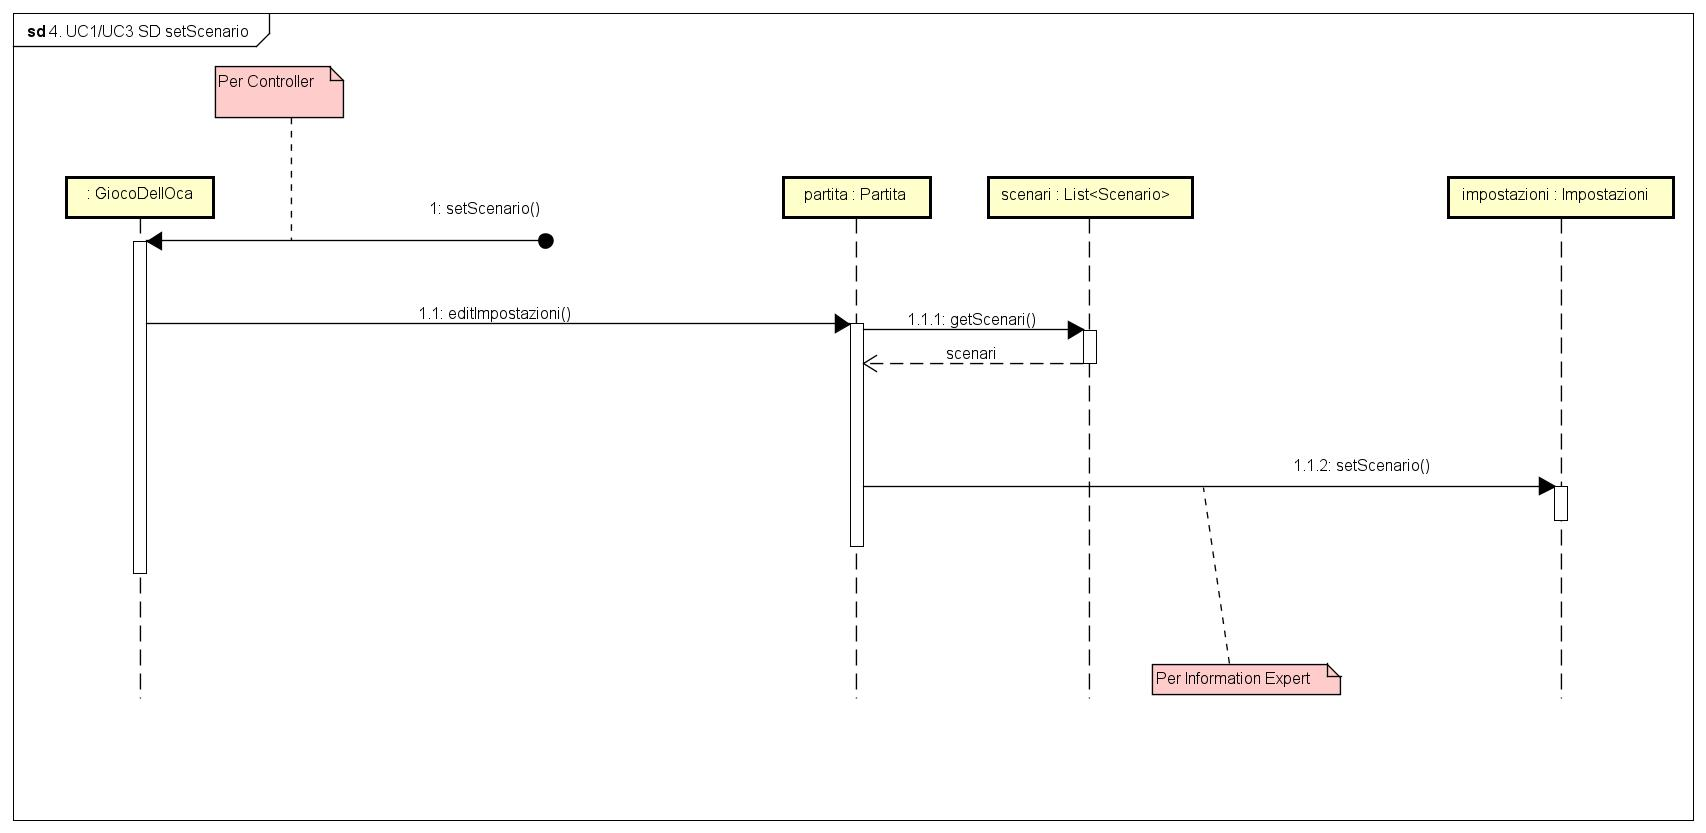 sd 4. UC1/UC3 SD setScenario
Per Controller
: GiocoDellOca
partita : Partita
scenari : List<Scenario>
impostazioni : Impostazioni
1: setScenario()
1.1: editImpostazioni()
1.1.1: getScenari()
scenari
1.1.2: setScenario()
Per Information Expert